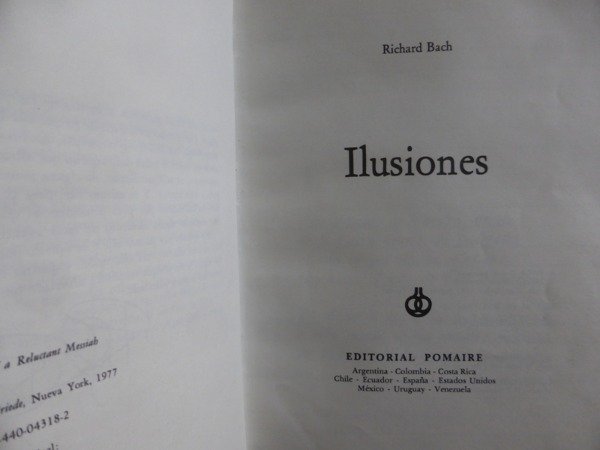 a Reluctant Messiah
Nueva York, 1977
440-04318-2
Richard Bach
Ilusiones
EDITORIAL POMAIRE
Argentina - Colombia - Costa Rica
Chile - Ecuador - España - Estados Unidos
México - Uruguay - Venezuela